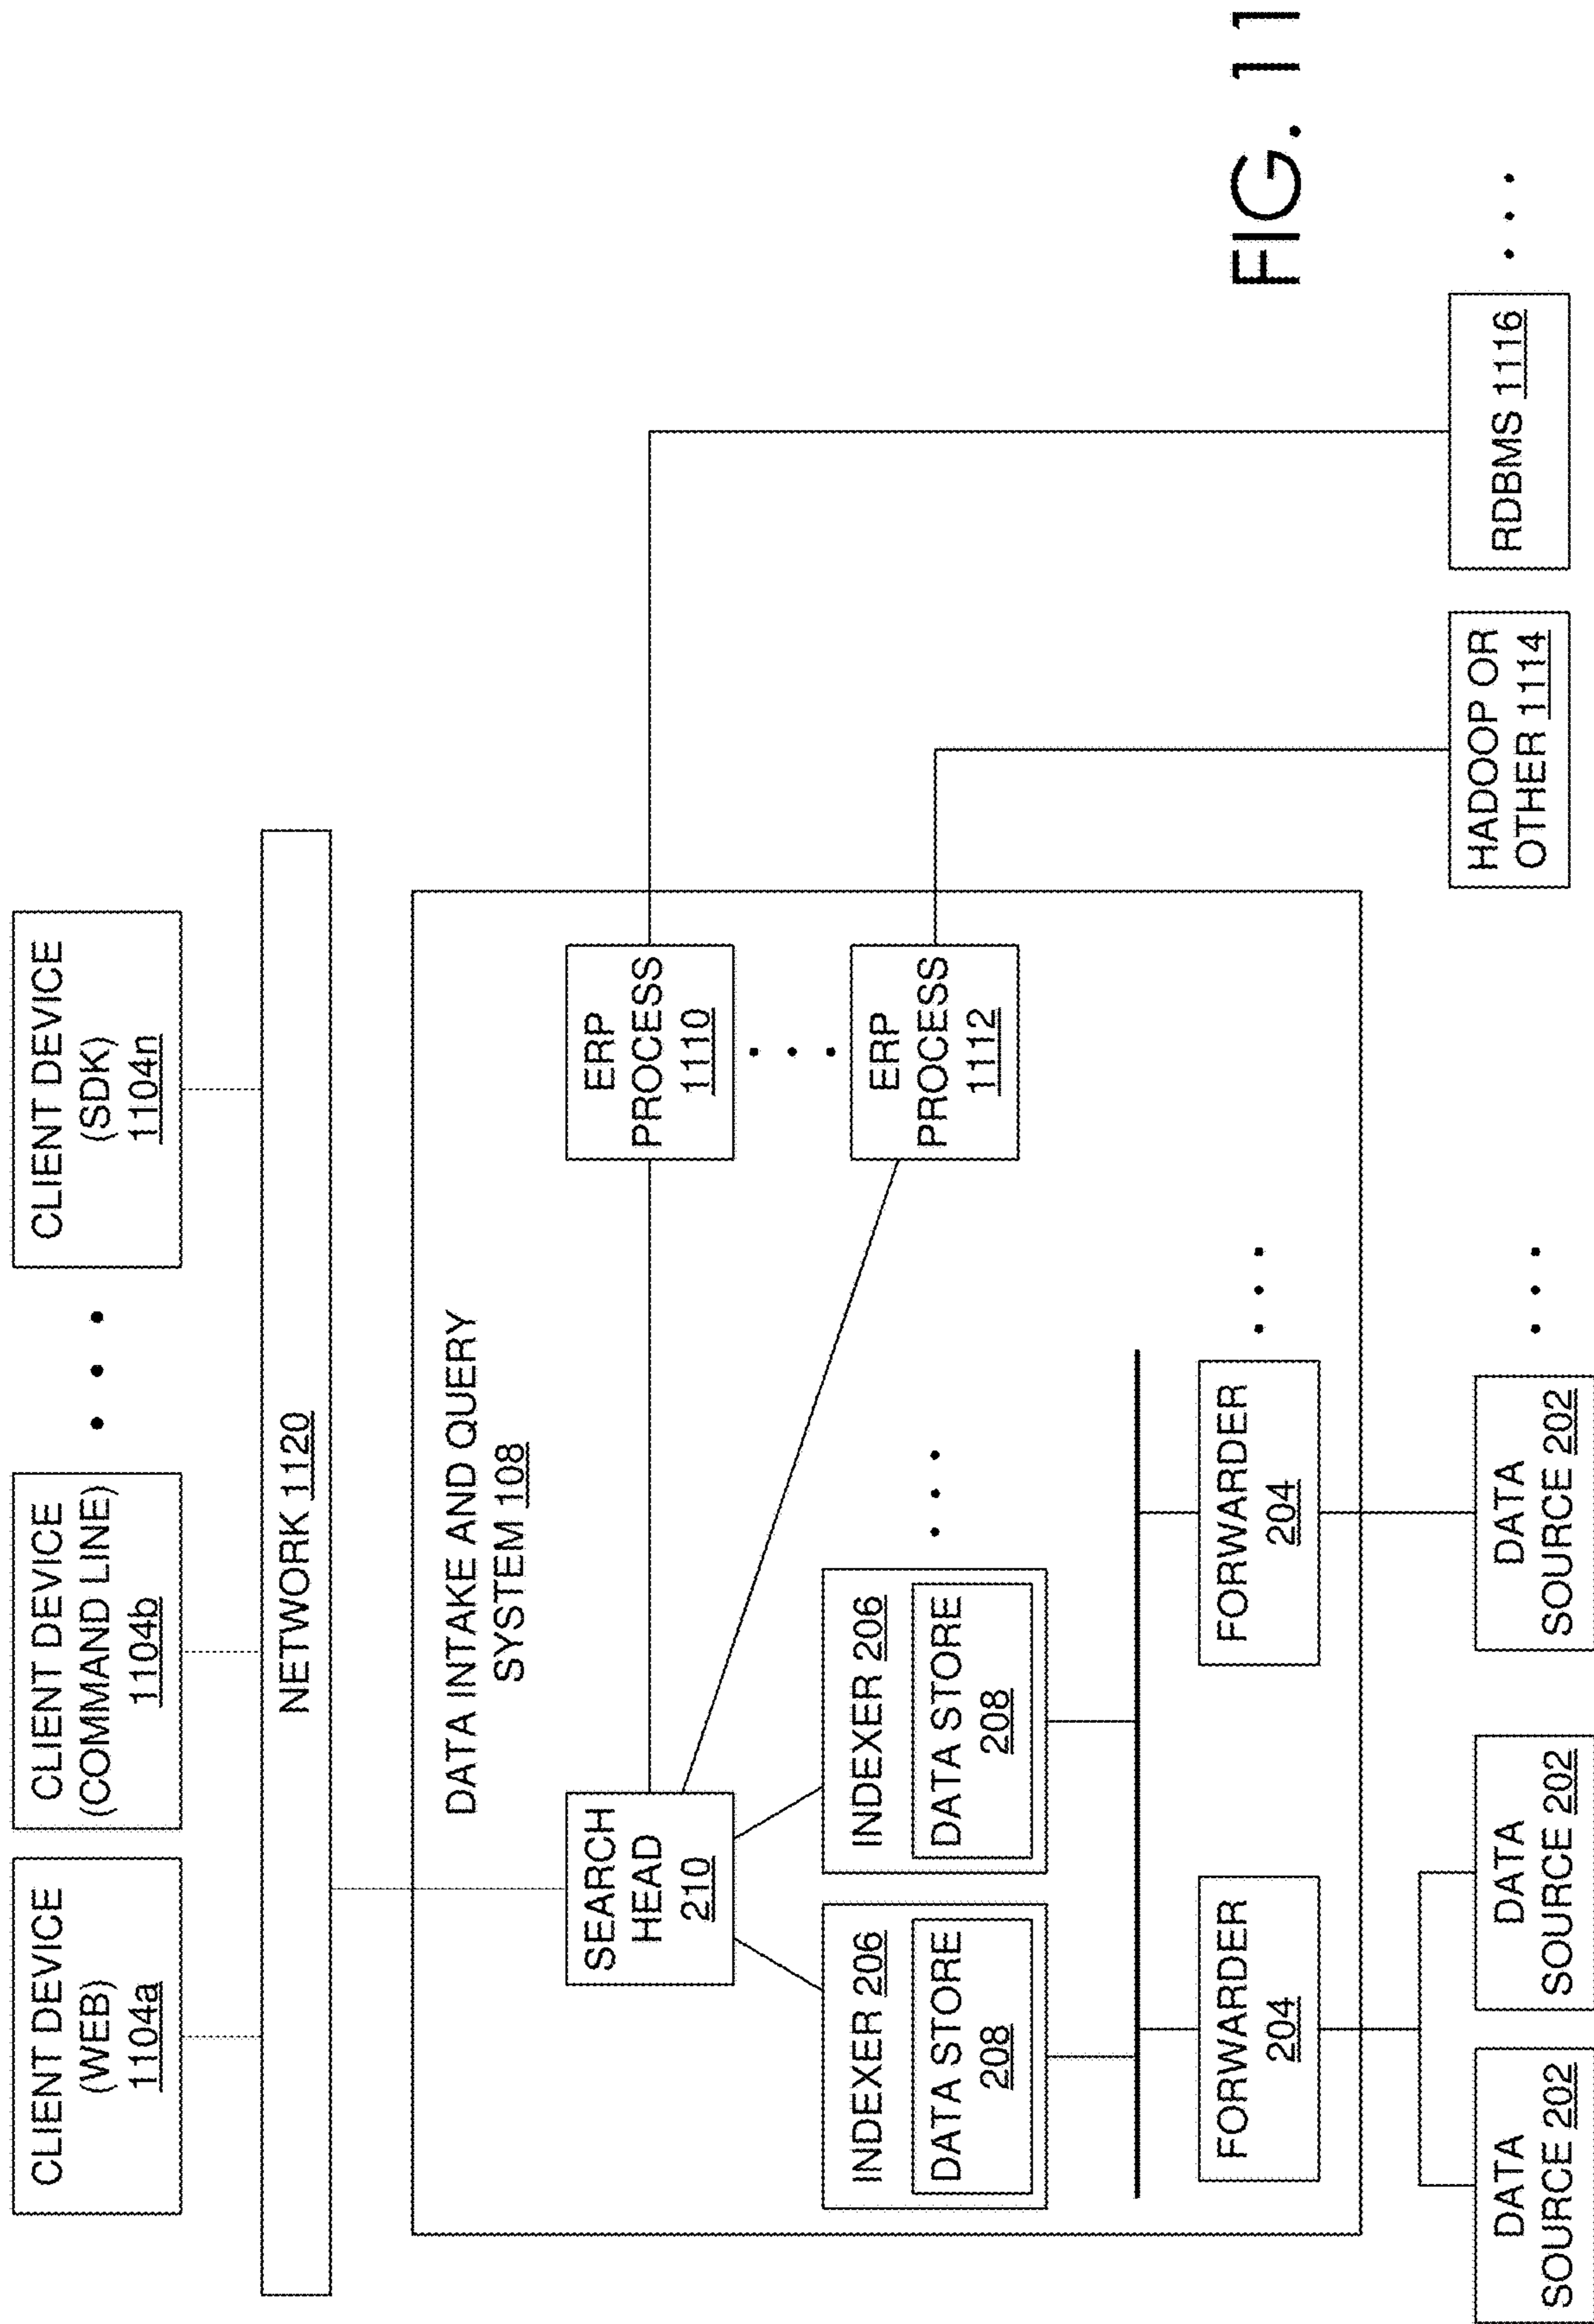 CLIENT DEVICE
(WEB)
1104a
CLIENT DEVICE
(COMMAND LINE)
1104b
CLIENT DEVICE
(SDK)
1104n
NETWORK 1120
DATA INTAKE AND QUERY
SYSTEM 108
SEARCH
HEAD
210
ERP
PROCESS
1110
INDEXER 206
DATA STORE
208
INDEXER 206
DATA STORE
208
ERP
PROCESS
1112
FORWARDER
204
FORWARDER
204
DATA
SOURCE 202
DATA
SOURCE 202
DATA
SOURCE 202
HADOOP OR
OTHER 1114
RDBMS 1116
FIG. 11